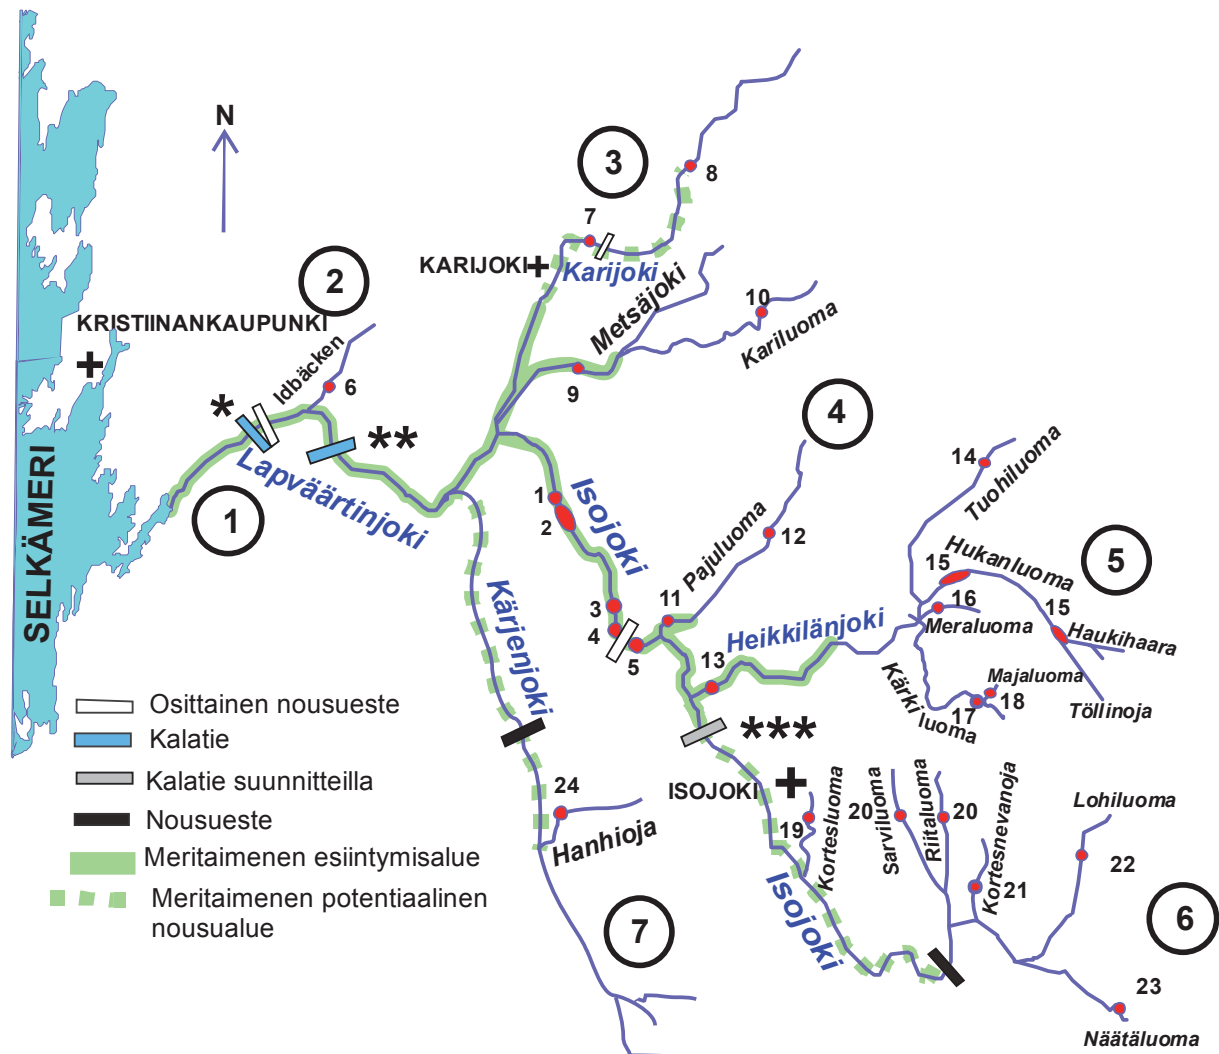 N
3
8
7
KARIJOKI
Karijoki
2
Metsäjoki
10
KRISTIINANKAUPUNKI
Kariluoma
Idbäcken
6
9
*
**
4
Lapväärtinjoki
14
Tuohiluoma
1
1
2
Isojoki
Pajuluoma
12
5
SELKÄMERI
15
Hukanluoma
Kärjenjoki
3
4
5
11
16
15
Meraluoma
Haukihaara
Heikkilänjoki
13
Majaluoma
Kärkiluoma
17
18
Töllinoja
Osittainen nousueste
Kalatie
Kalatie suunnitteilla
Nousueste
Meritaimenen esiintymisalue
Meritaimenen potentiaalinen
nousualue
***
ISOJOKI
24
Hanhioja
19
Kortesluoma
20
Sarviluoma
Riitaluoma
20
Kortesnevanoja
21
Lohiluoma
22
Isojoki
7
6
23
Näätäluoma